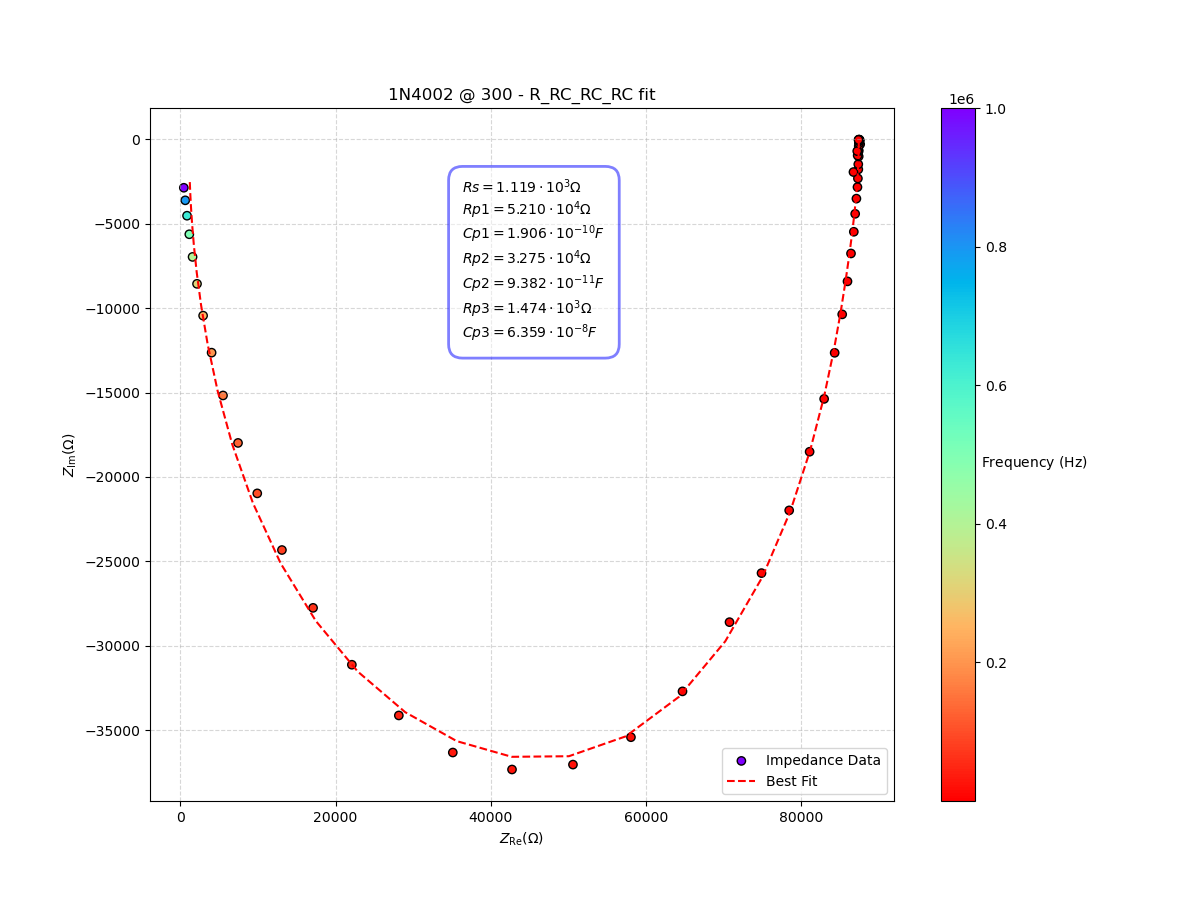 1N4002 @ 300 - R_RC_RC_RC fit
1e6
1.0
0.8
0.6
0.4
0.2
Frequency (Hz)
0
−5000
−10000
−15000
−20000
−25000
−30000
−35000
Z_Im(Ω)
Rs = 1.119 · 10³Ω
Rp1 = 5.210 · 10⁴Ω
Cp1 = 1.906 · 10⁻¹⁰F
Rp2 = 3.275 · 10⁴Ω
Cp2 = 9.382 · 10⁻¹¹F
Rp3 = 1.474 · 10³Ω
Cp3 = 6.359 · 10⁻⁸F
Impedance Data
Best Fit
0
20000
40000
60000
80000
Z_Re(Ω)